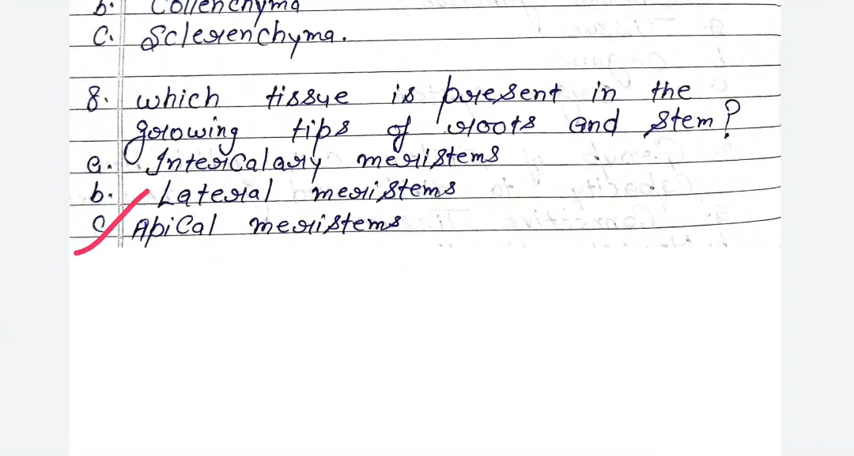 b. Collenchyma
C. Sclerenchyma.
8. which tissye is present in the
growing tips of roots and stem?
a. Intercalary meristems
b. Lateral meristems
C Apical meristems